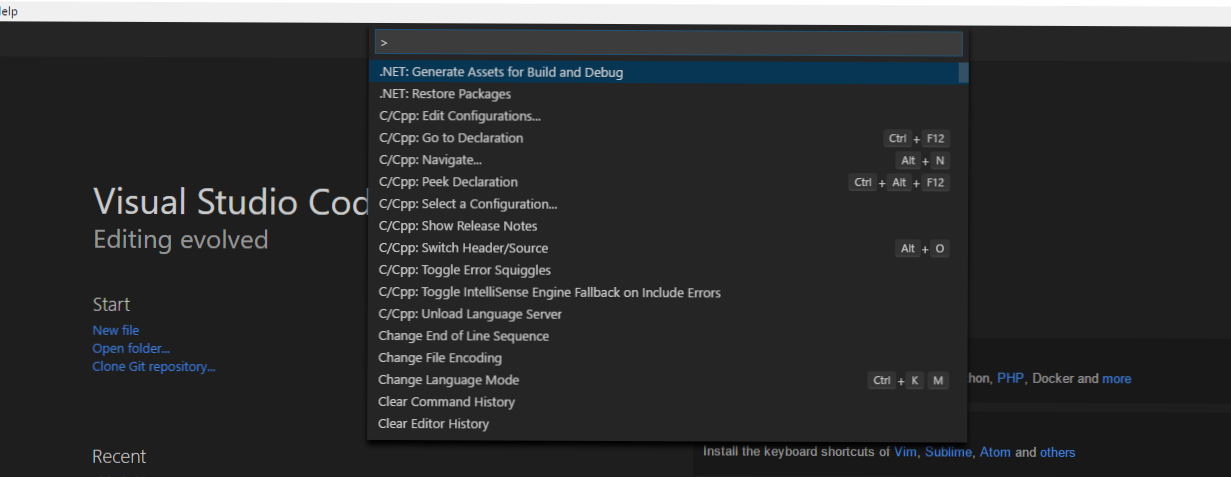 elp
>
.NET: Generate Assets for Build and Debug
.NET: Restore Packages
C/Cpp: Edit Configurations...
C/Cpp: Go to Declaration Ctrl + F12
C/Cpp: Navigate... Alt + N
C/Cpp: Peek Declaration Ctrl + Alt + F12
C/Cpp: Select a Configuration...
C/Cpp: Show Release Notes
C/Cpp: Switch Header/Source Alt + O
C/Cpp: Toggle Error Squiggles
C/Cpp: Toggle IntelliSense Engine Fallback on Include Errors
C/Cpp: Unload Language Server
Change End of Line Sequence
Change File Encoding
Change Language Mode Ctrl + K M
Clear Command History
Clear Editor History
Visual Studio Cod
Editing evolved
Start
New file
Open folder...
Clone Git repository...
Recent
hon, PHP, Docker and more
Install the keyboard shortcuts of Vim, Sublime, Atom and others